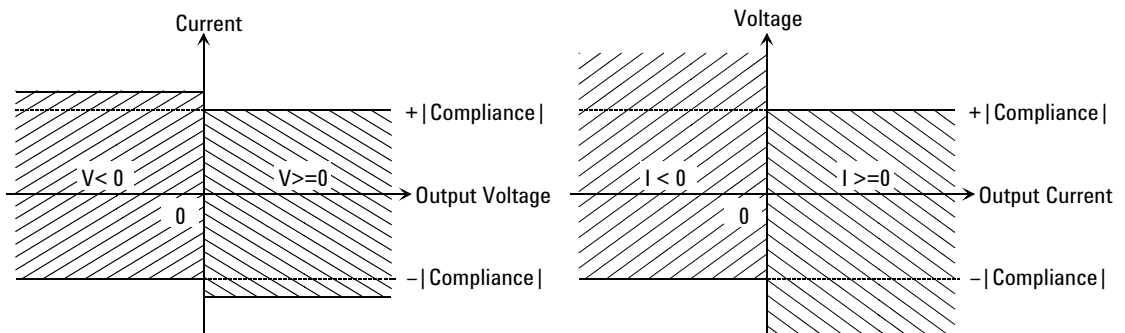 Current
+|Compliance|
V< 0
V>=0
Output Voltage
0
–|Compliance|
Voltage
+|Compliance|
I < 0
I >=0
Output Current
0
–|Compliance|